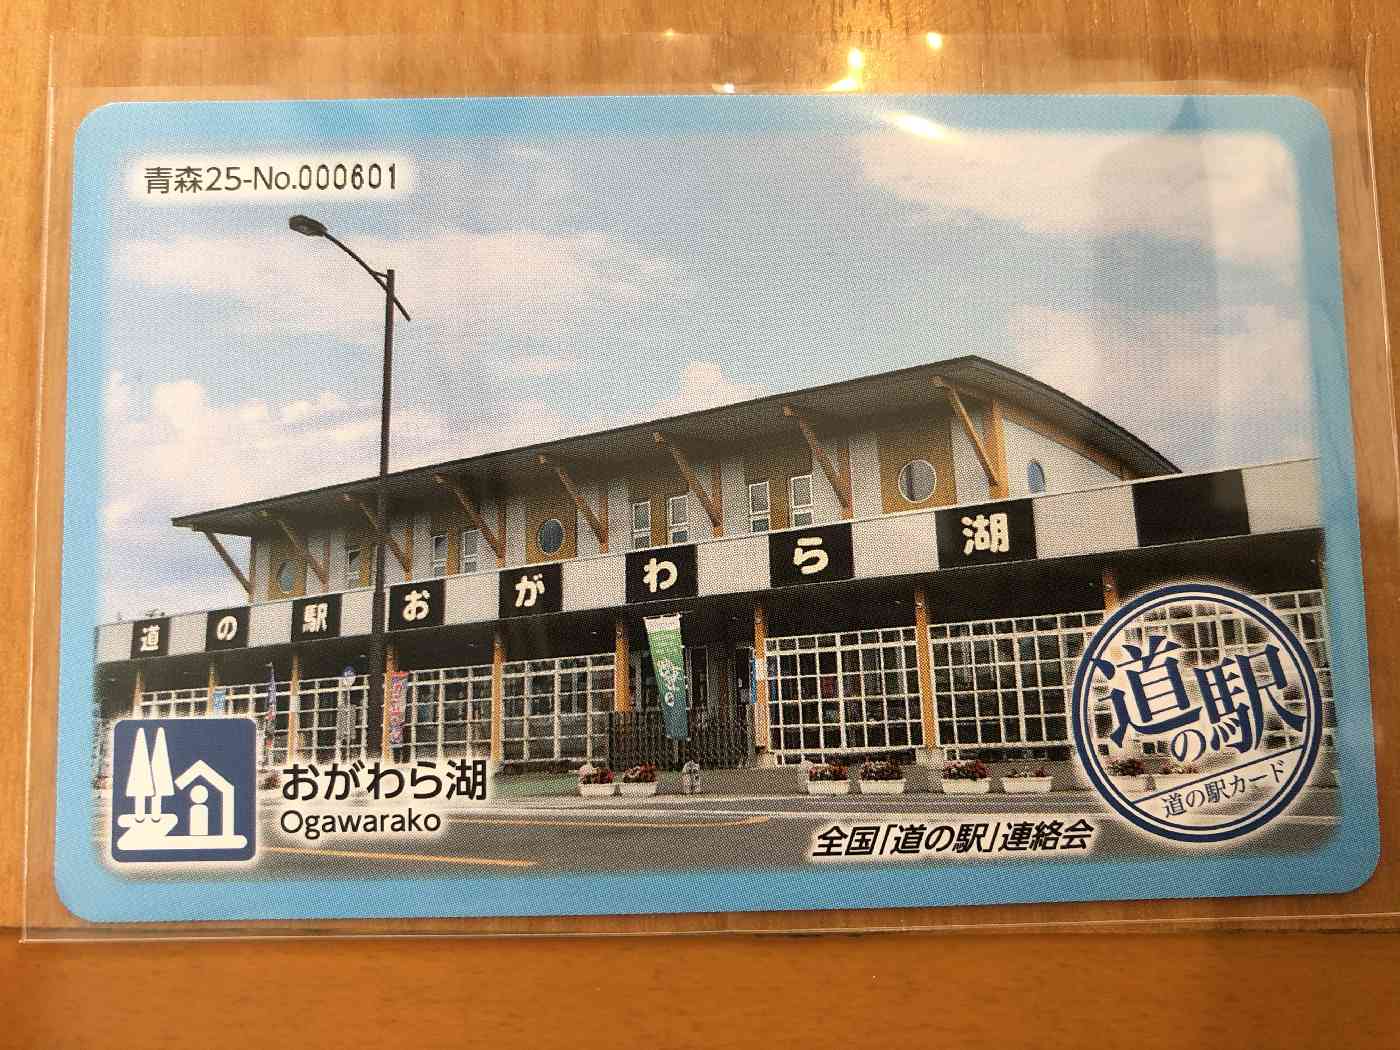 青森25-No.000601
道の駅おがわら湖
おがわら湖
Ogawarako
全国「道の駅」連絡会
道の駅
道の駅カード